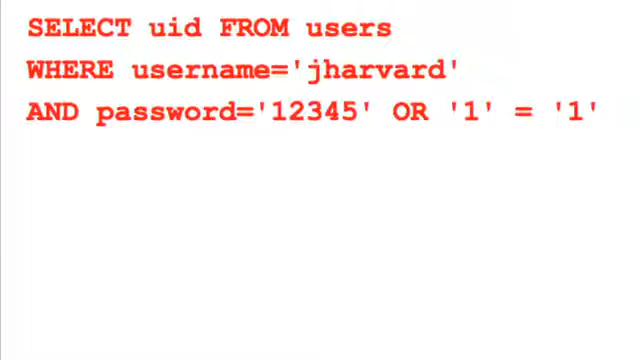 SELECT uid FROM users
WHERE username='jharvard'
AND password='12345' OR '1' = '1'